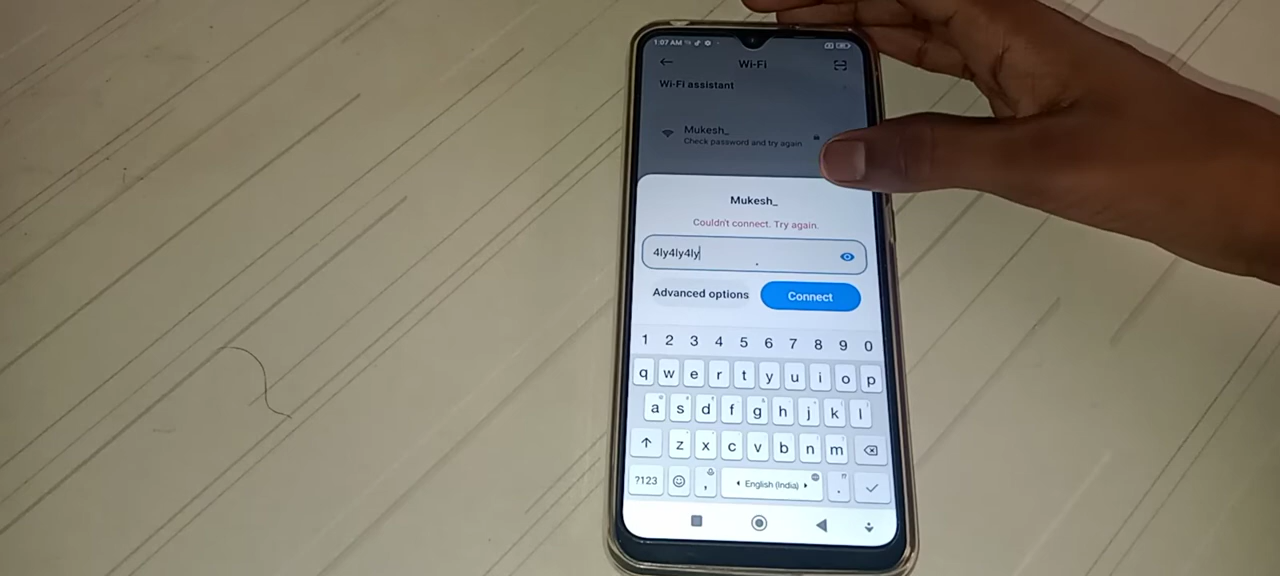 1:07 AM
Wi-Fi
Wi-Fi assistant
Mukesh_
Check password and try again
Mukesh_
Couldn't connect. Try again.
4ly4ly4ly
Advanced options
Connect
1 2 3 4 5 6 7 8 9 0
q w e r t y u i o p
a s d f g h j k l
z x c v b n m
?123 , English (India) .